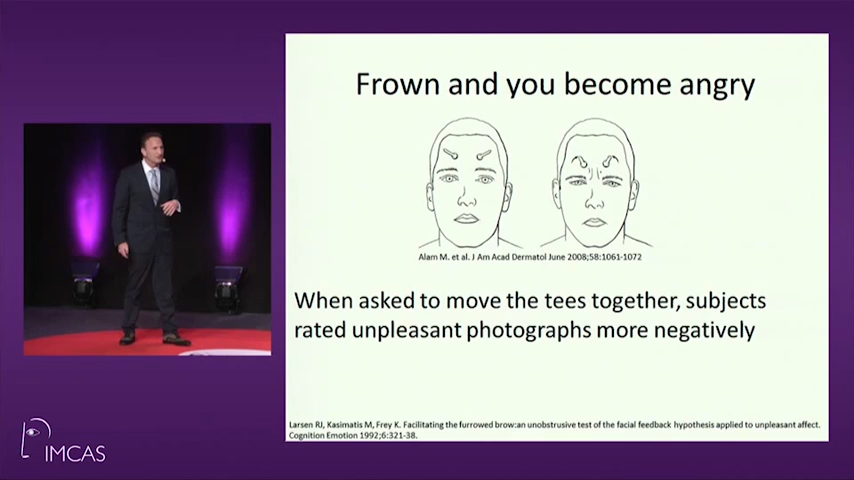 Frown and you become angry
Alam M. et al. J Am Acad Dermatol June 2008;58:1061-1072
When asked to move the tees together, subjects
rated unpleasant photographs more negatively
Larsen RJ, Kasimatis M, Frey K. Facilitating the furrowed brow:an unobstrusive test of the facial feedback hypothesis applied to unpleasant affect.
Cognition Emotion 1992;6:321-38.
IMCAS